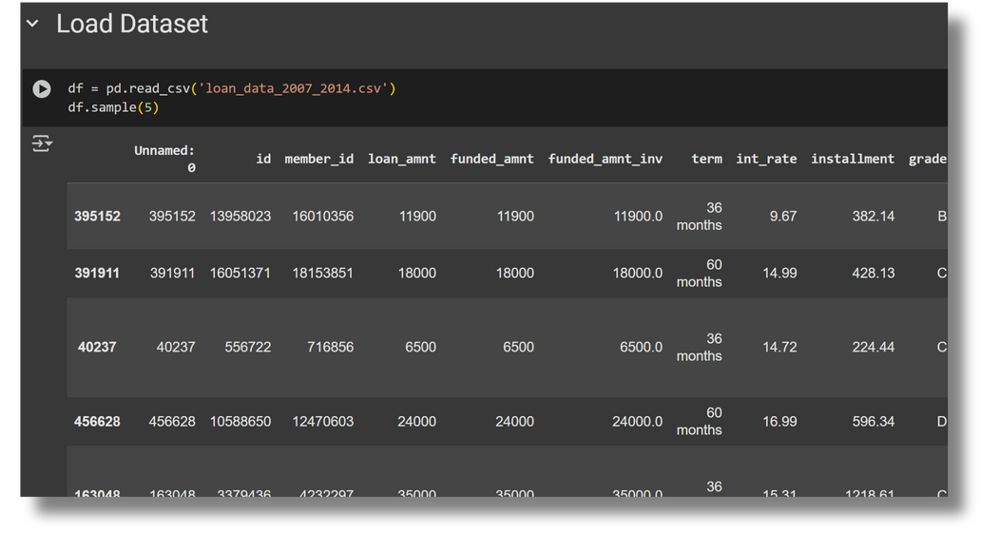 Load Dataset
df = pd.read_csv('loan_data_2007_2014.csv')
df.sample(5)
Unnamed: 0 id member_id loan_amnt funded_amnt funded_amnt_inv term int_rate installment grade
395152 395152 13958023 16010356 11900 11900 11900.0 36 months 9.67 382.14 B
391911 391911 16051371 18153851 18000 18000 18000.0 60 months 14.99 428.13 C
40237 40237 556722 716856 6500 6500 6500.0 36 months 14.72 224.44 C
456628 456628 10588650 12470603 24000 24000 24000.0 60 months 16.99 596.34 D
163048 163048 3379436 4232297 35000 35000 35000.0 36 15.31 1218.61 C